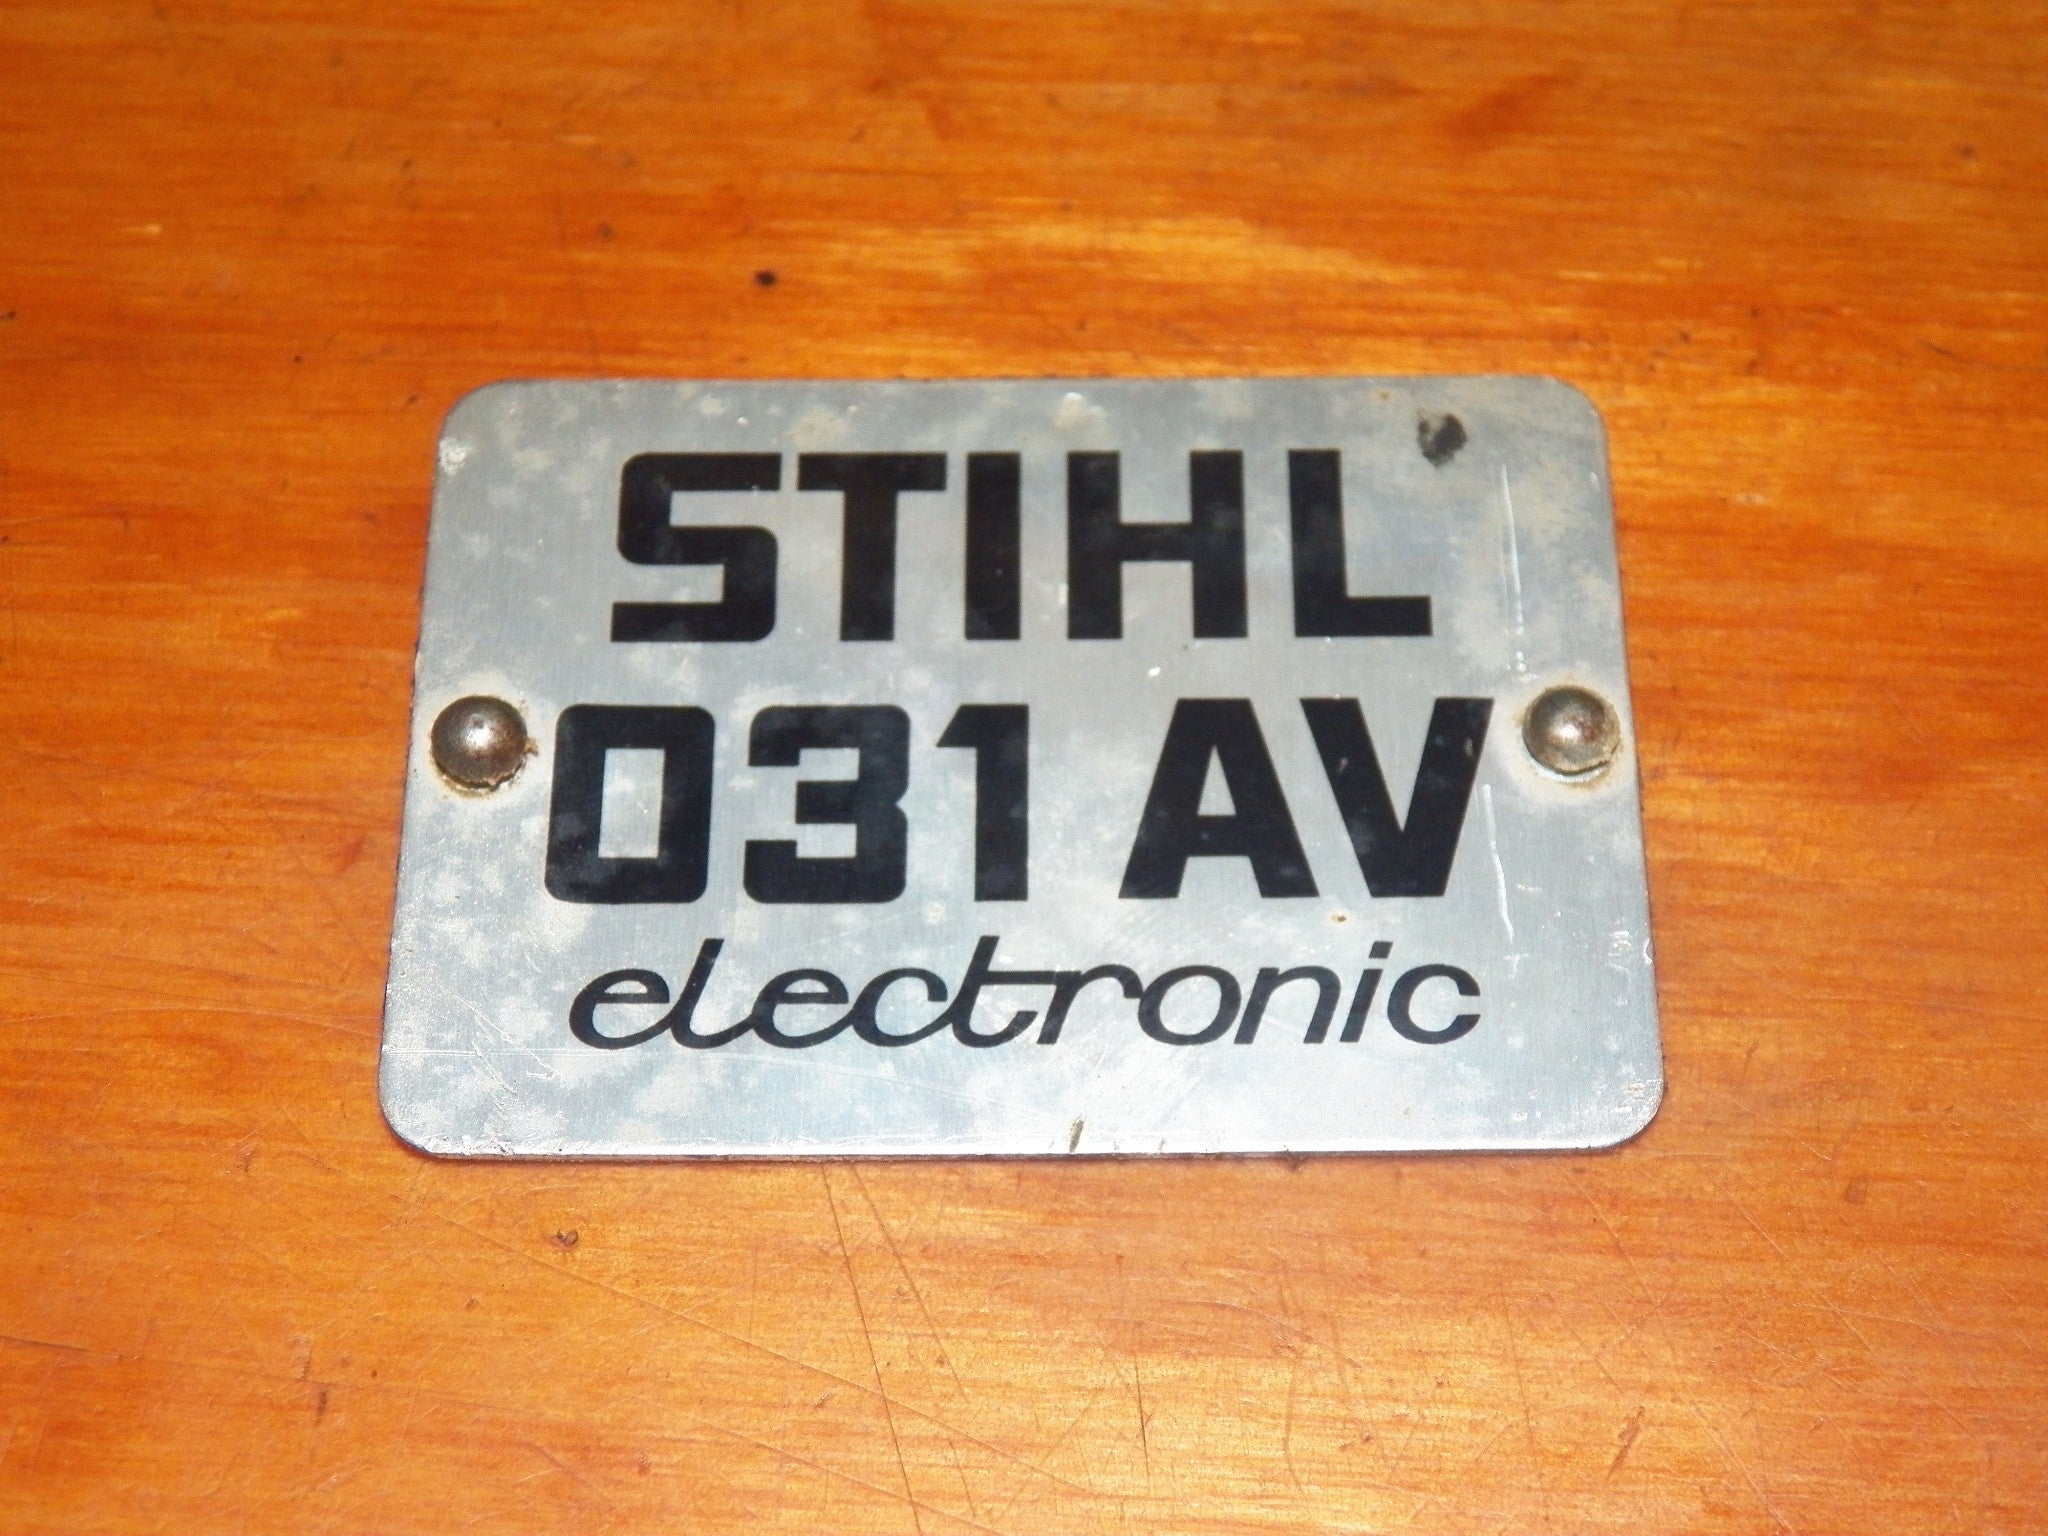 STIHL
031 AV
electronic